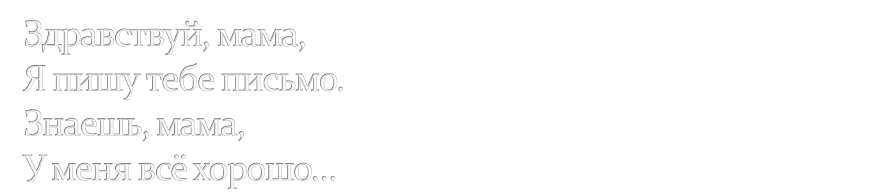 Здравствуй, мама,
Я пишу тебе письмо.
Знаешь, мама,
У меня всё хорошо...